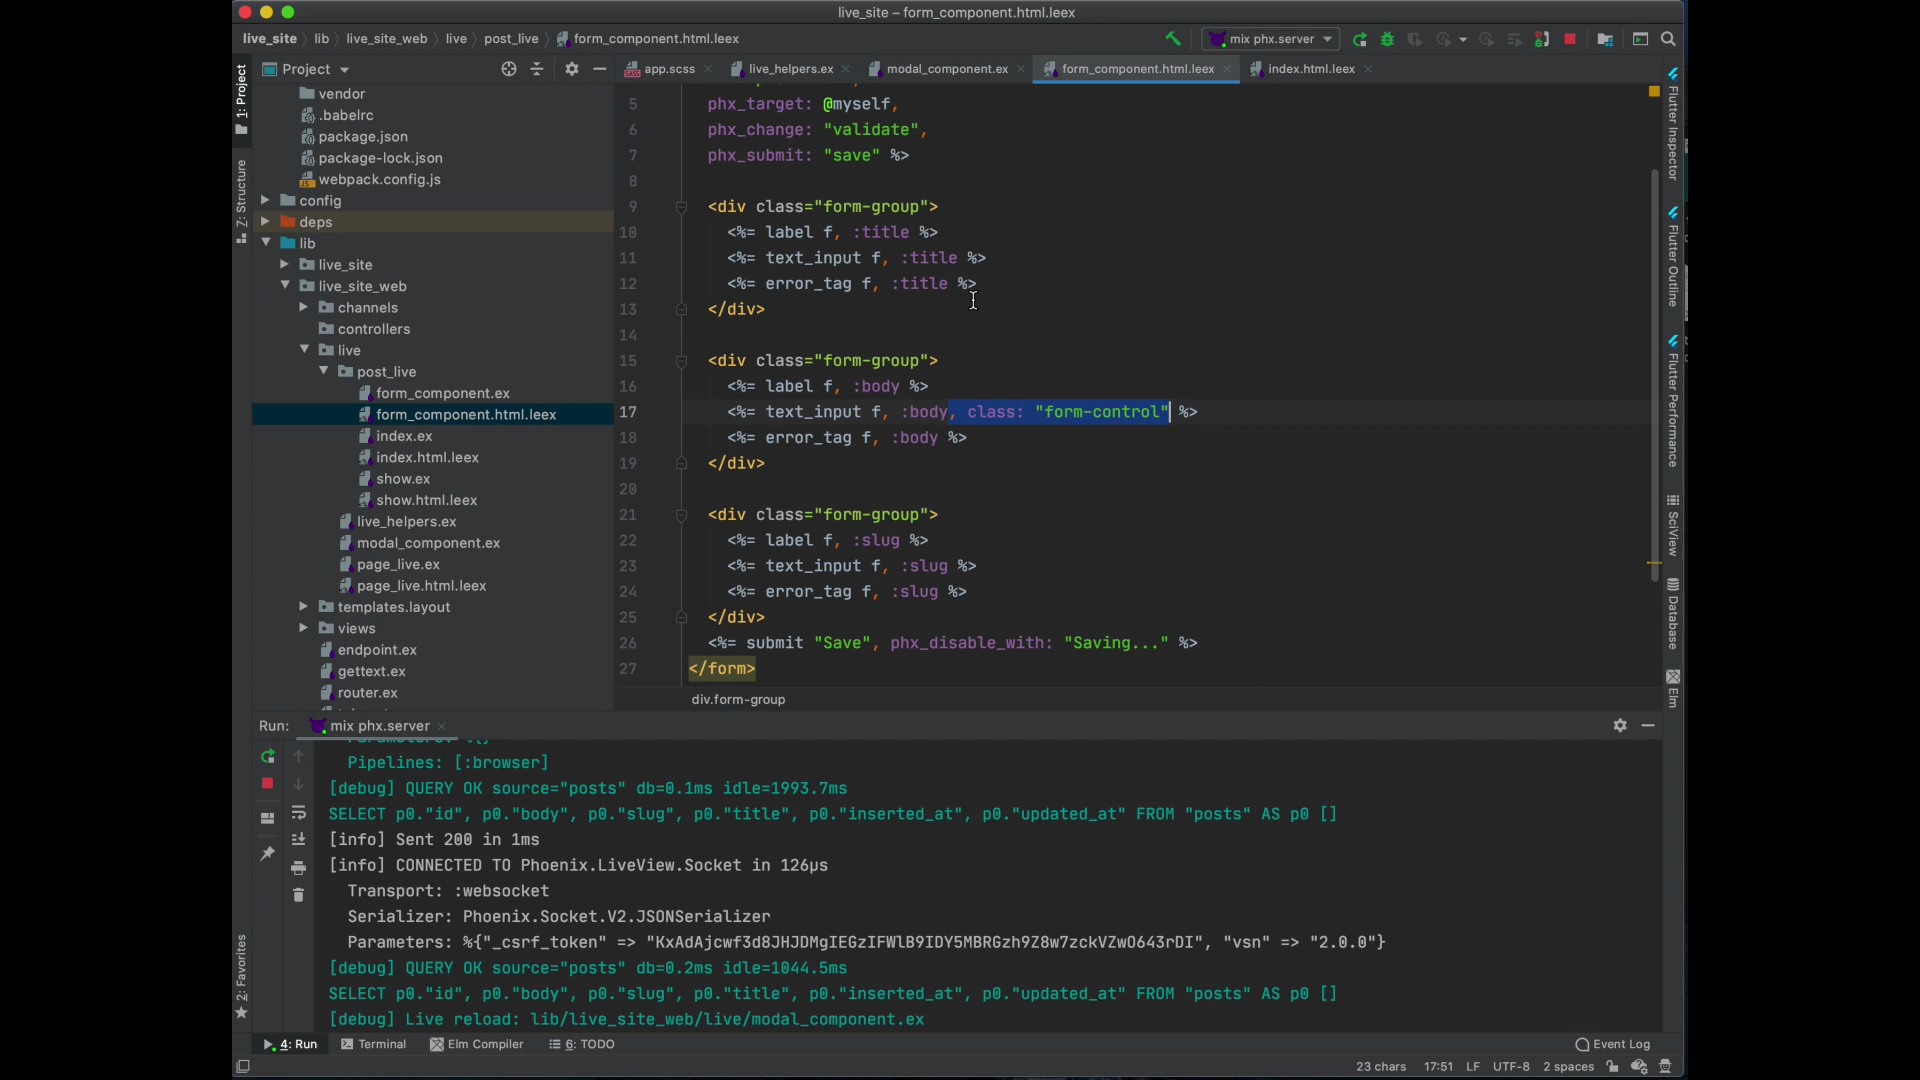 live_site – form_component.html.leex
live_site lib live_site_web live post_live form_component.html.leex
mix phx.server
1: Project
Z: Structure
2: Favorites
Project
vendor
.babelrc
package.json
package-lock.json
webpack.config.js
config
deps
lib
live_site
live_site_web
channels
controllers
live
post_live
form_component.ex
form_component.html.leex
index.ex
index.html.leex
show.ex
show.html.leex
live_helpers.ex
modal_component.ex
page_live.ex
page_live.html.leex
templates.layout
views
endpoint.ex
gettext.ex
router.ex
app.scss live_helpers.ex modal_component.ex form_component.html.leex index.html.leex
5 phx_target: @myself,
6 phx_change: "validate",
7 phx_submit: "save" %>
8
9 <div class="form-group">
10 <%= label f, :title %>
11 <%= text_input f, :title %>
12 <%= error_tag f, :title %>
13 </div>
14
15 <div class="form-group">
16 <%= label f, :body %>
17 <%= text_input f, :body, class: "form-control" %>
18 <%= error_tag f, :body %>
19 </div>
20
21 <div class="form-group">
22 <%= label f, :slug %>
23 <%= text_input f, :slug %>
24 <%= error_tag f, :slug %>
25 </div>
26 <%= submit "Save", phx_disable_with: "Saving..." %>
27 </form>
div.form-group
Flutter Inspector
Flutter Outline
Flutter Performance
SciView
Database
Elm
Run: mix phx.server
Pipelines: [:browser]
[debug] QUERY OK source="posts" db=0.1ms idle=1993.7ms
SELECT p0."id", p0."body", p0."slug", p0."title", p0."inserted_at", p0."updated_at" FROM "posts" AS p0 []
[info] Sent 200 in 1ms
[info] CONNECTED TO Phoenix.LiveView.Socket in 126µs
Transport: :websocket
Serializer: Phoenix.Socket.V2.JSONSerializer
Parameters: %{"_csrf_token" => "KxAdAjcwf3d8JHJDMgIEGzIFWlB9IDY5MBRGzh9Z8w7zckVZwO643rDI", "vsn" => "2.0.0"}
[debug] QUERY OK source="posts" db=0.2ms idle=1044.5ms
SELECT p0."id", p0."body", p0."slug", p0."title", p0."inserted_at", p0."updated_at" FROM "posts" AS p0 []
[debug] Live reload: lib/live_site_web/live/modal_component.ex
4: Run Terminal Elm Compiler 6: TODO Event Log
23 chars 17:51 LF UTF-8 2 spaces